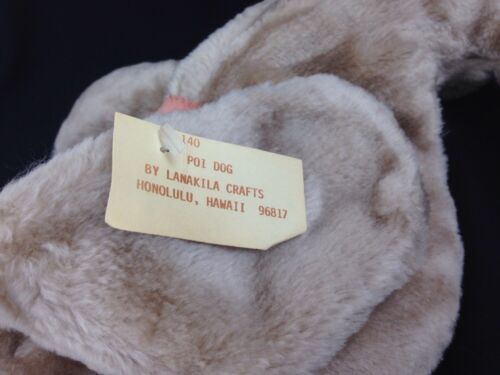 140
POI DOG
BY LANAKILA CRAFTS
HONOLULU, HAWAII 96817